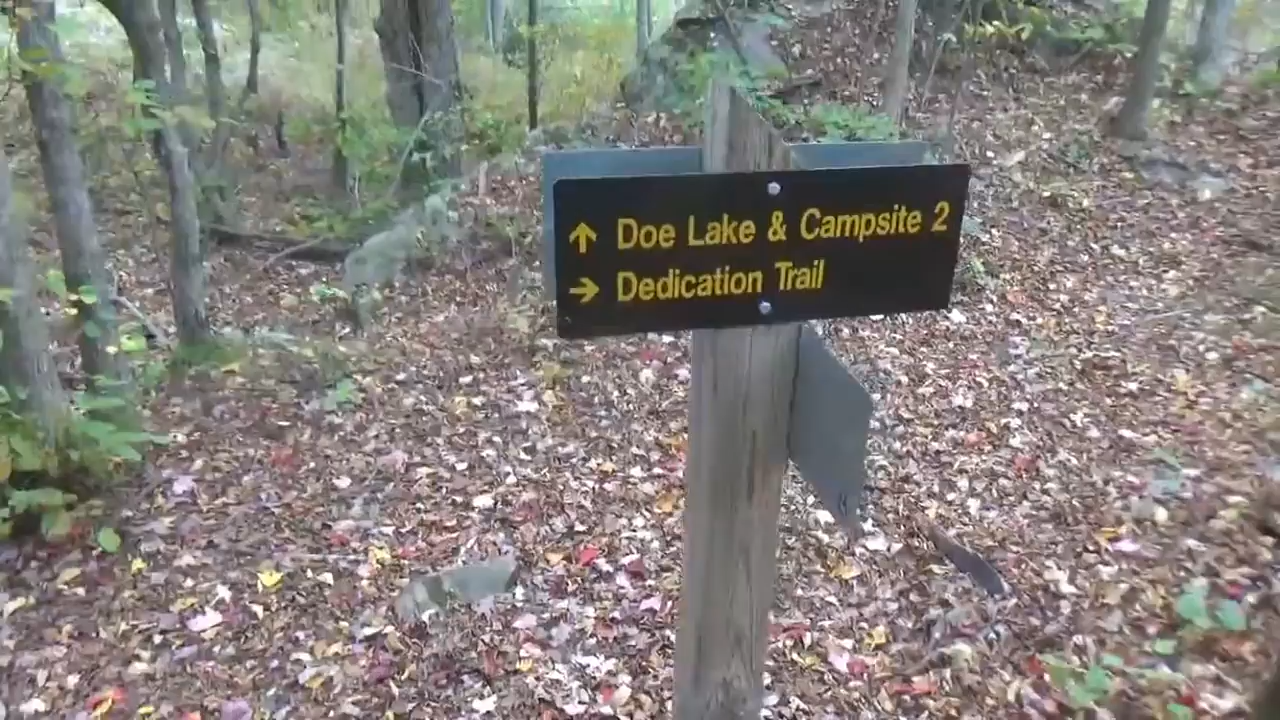 ↑ Doe Lake & Campsite 2
→ Dedication Trail